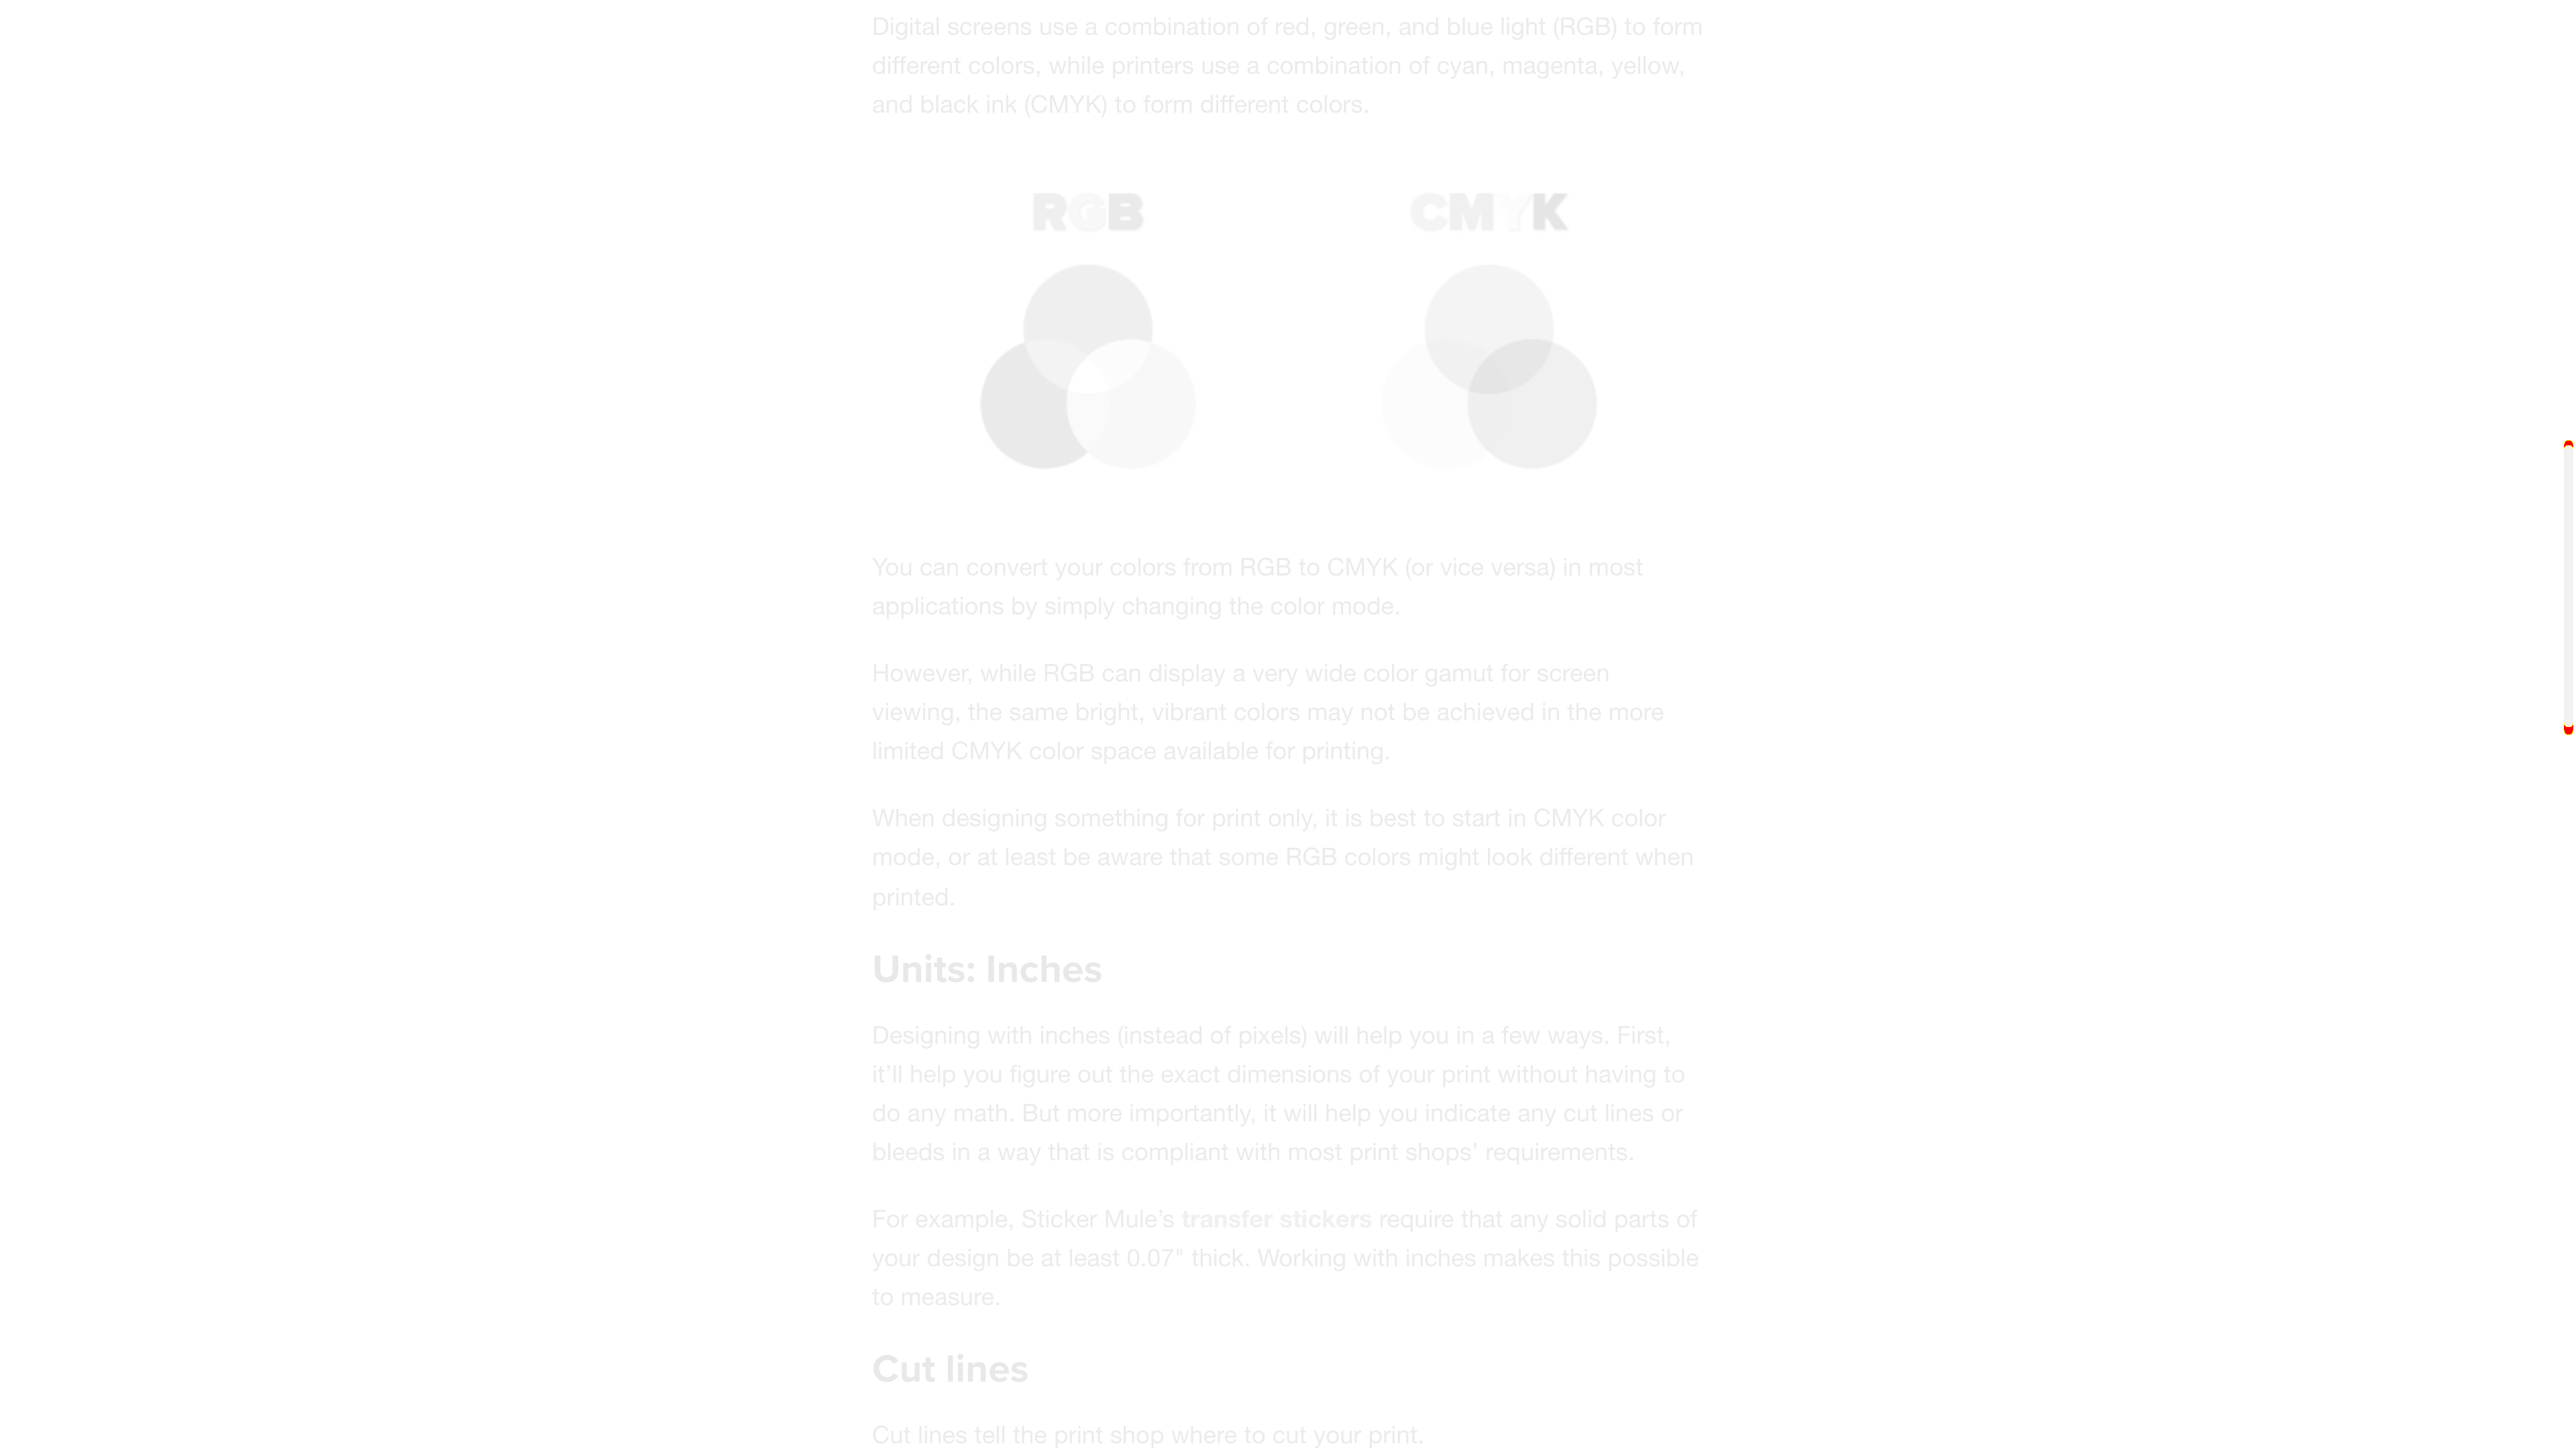 Digital screens use a combination of red, green, and blue light (RGB) to form
different colors, while printers use a combination of cyan, magenta, yellow,
and black ink (CMYK) to form different colors.
RGB CMYK
You can convert your colors from RGB to CMYK (or vice versa) in most
applications by simply changing the color mode.
However, while RGB can display a very wide color gamut for screen
viewing, the same bright, vibrant colors may not be achieved in the more
limited CMYK color space available for printing.
When designing something for print only, it is best to start in CMYK color
mode, or at least be aware that some RGB colors might look different when
printed.
Units: Inches
Designing with inches (instead of pixels) will help you in a few ways. First,
it’ll help you figure out the exact dimensions of your print without having to
do any math. But more importantly, it will help you indicate any cut lines or
bleeds in a way that is compliant with most print shops’ requirements.
For example, Sticker Mule’s transfer stickers require that any solid parts of
your design be at least 0.07" thick. Working with inches makes this possible
to measure.
Cut lines
Cut lines tell the print shop where to cut your print.